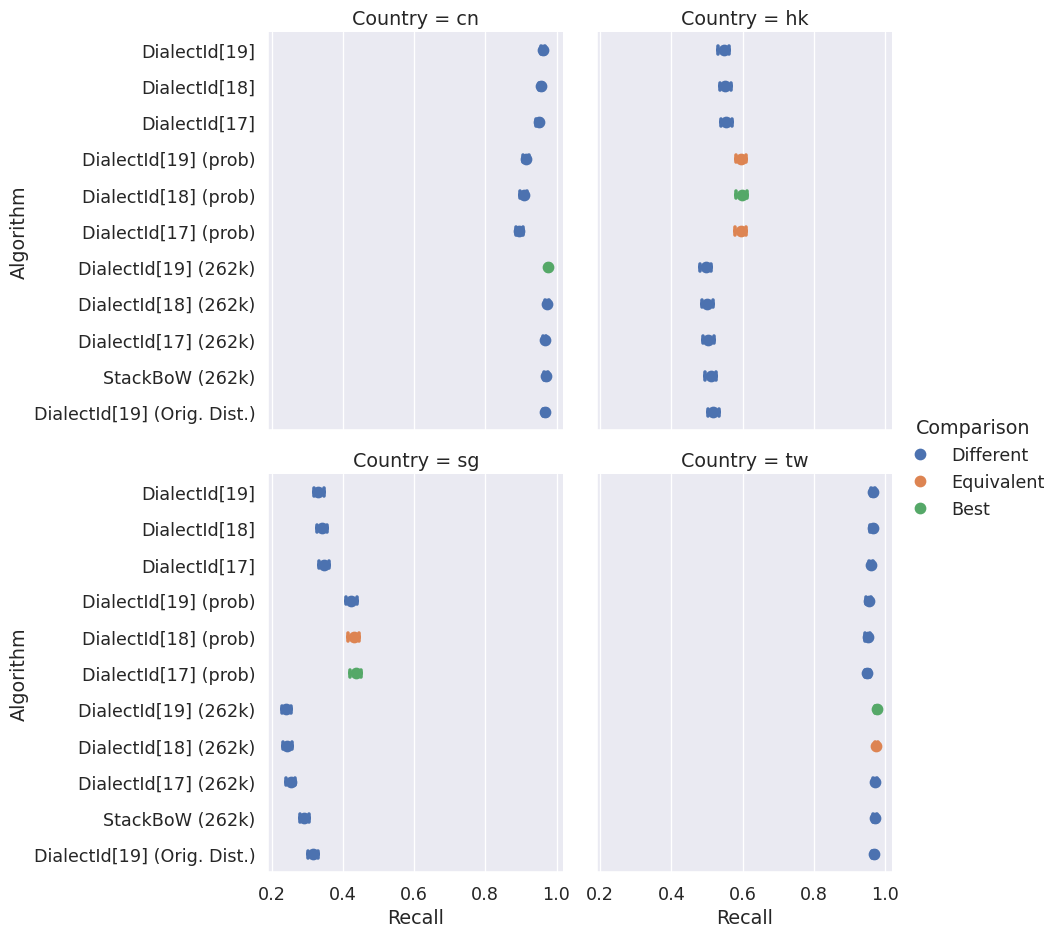 Country = cn
Country = hk
Algorithm
DialectId[19]
DialectId[18]
DialectId[17]
DialectId[19] (prob)
DialectId[18] (prob)
DialectId[17] (prob)
DialectId[19] (262k)
DialectId[18] (262k)
DialectId[17] (262k)
StackBoW (262k)
DialectId[19] (Orig. Dist.)
Comparison
Different
Equivalent
Best
Country = sg
Country = tw
Algorithm
DialectId[19]
DialectId[18]
DialectId[17]
DialectId[19] (prob)
DialectId[18] (prob)
DialectId[17] (prob)
DialectId[19] (262k)
DialectId[18] (262k)
DialectId[17] (262k)
StackBoW (262k)
DialectId[19] (Orig. Dist.)
0.2 0.4 0.6 0.8 1.0
0.2 0.4 0.6 0.8 1.0
Recall
Recall